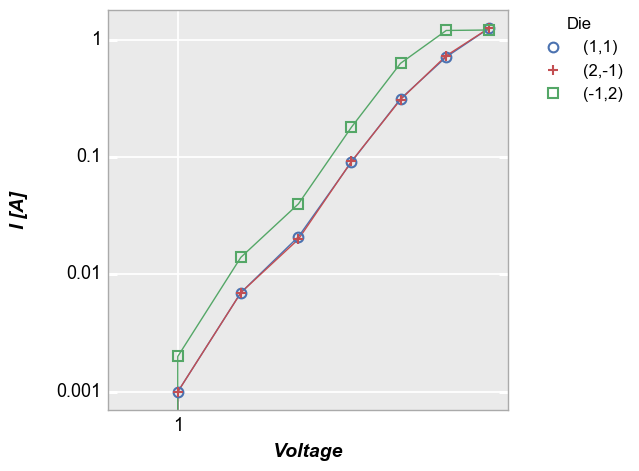 Die
(1,1)
(2,-1)
(-1,2)
1
0.1
0.01
0.001
I [A]
1
Voltage